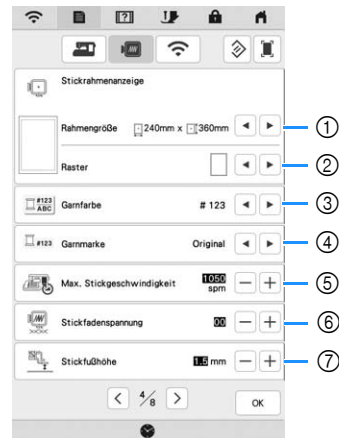 Stickrahmenanzeige
Rahmengröße 240mm x 360mm ①
Raster ②
#123 ABC Garnfarbe # 123 ③
#123 Garnmarke Original ④
Max. Stickgeschwindigkeit 1050 spm ⑤
Stickfadenspannung 00 ⑥
Stickfußhöhe 1.5 mm ⑦
4/8 OK